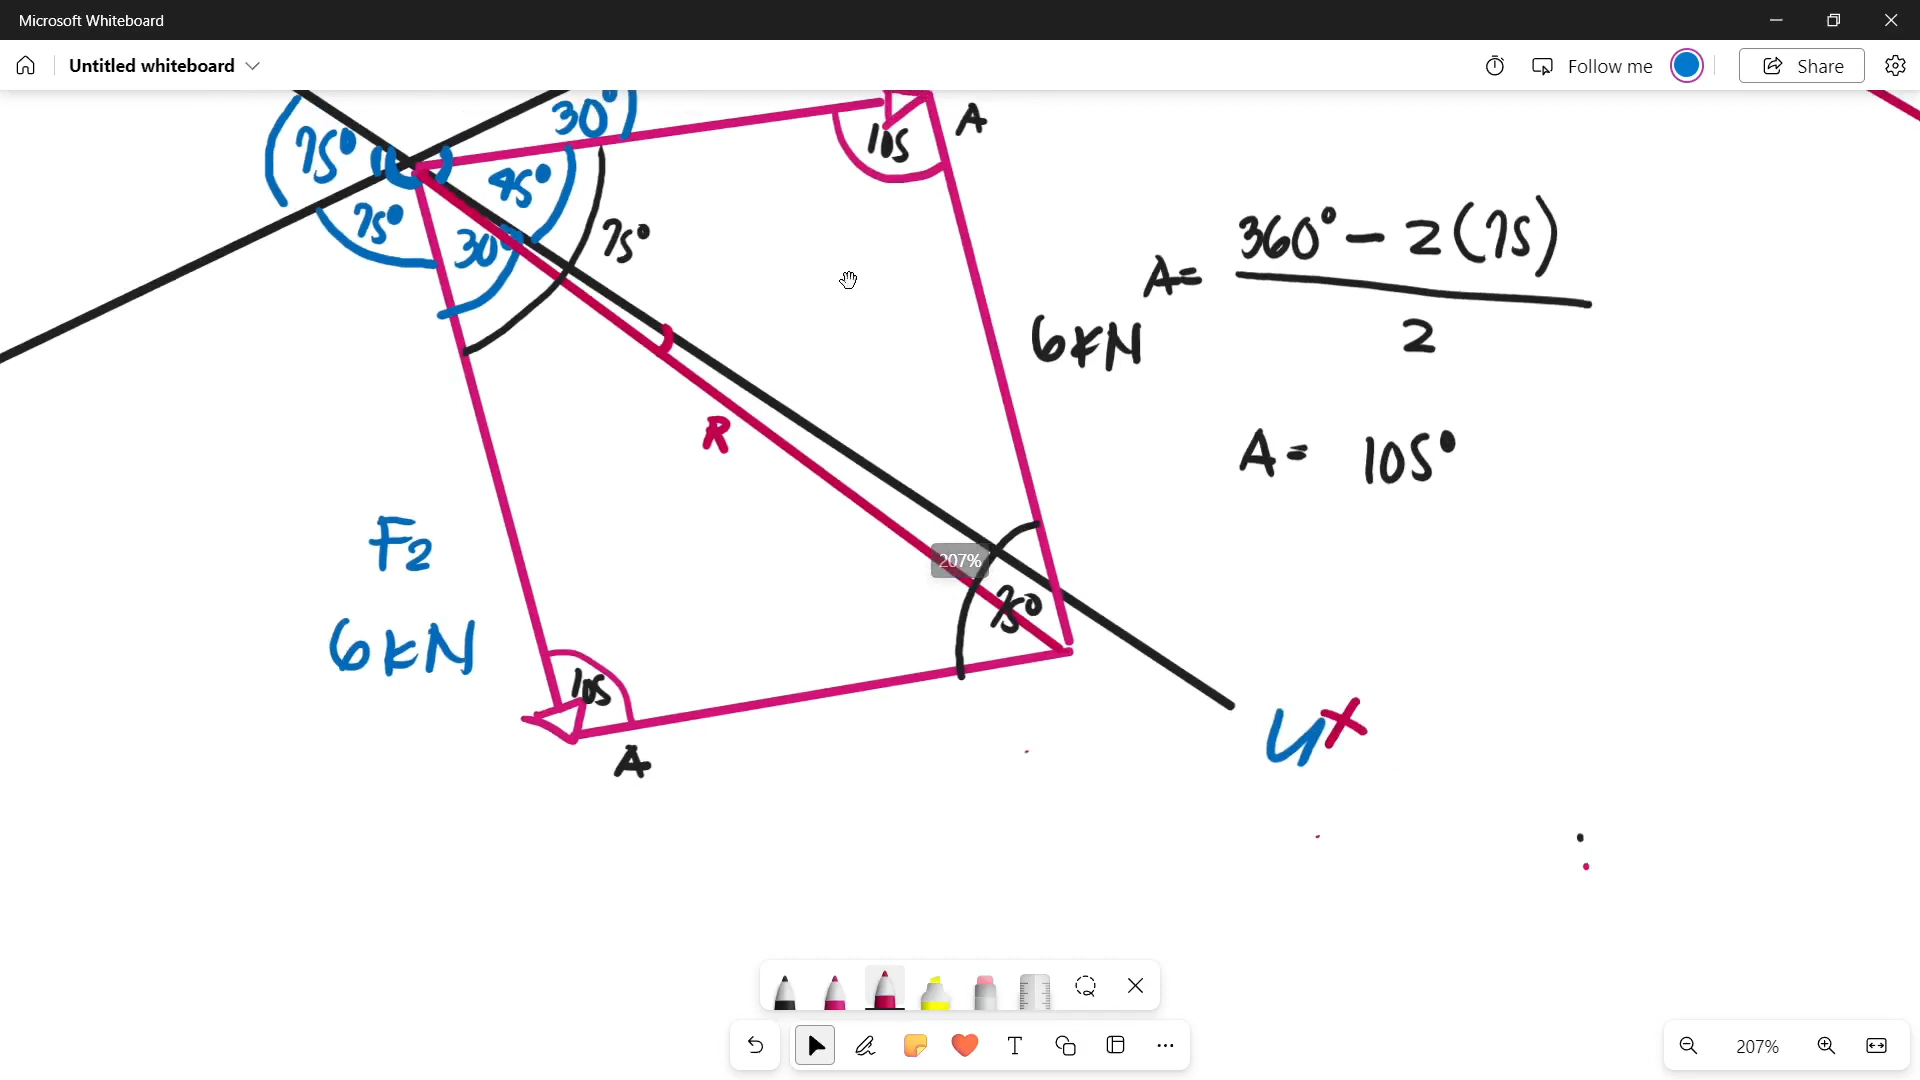 Microsoft Whiteboard
Untitled whiteboard
Follow me
Share
30°
75°
105
A
45°
75°
30°
75°
A = 360° - 2(75)
2
6kN
R
A = 105°
F2
207%
75°
6kN
105
A
U+
T
207%